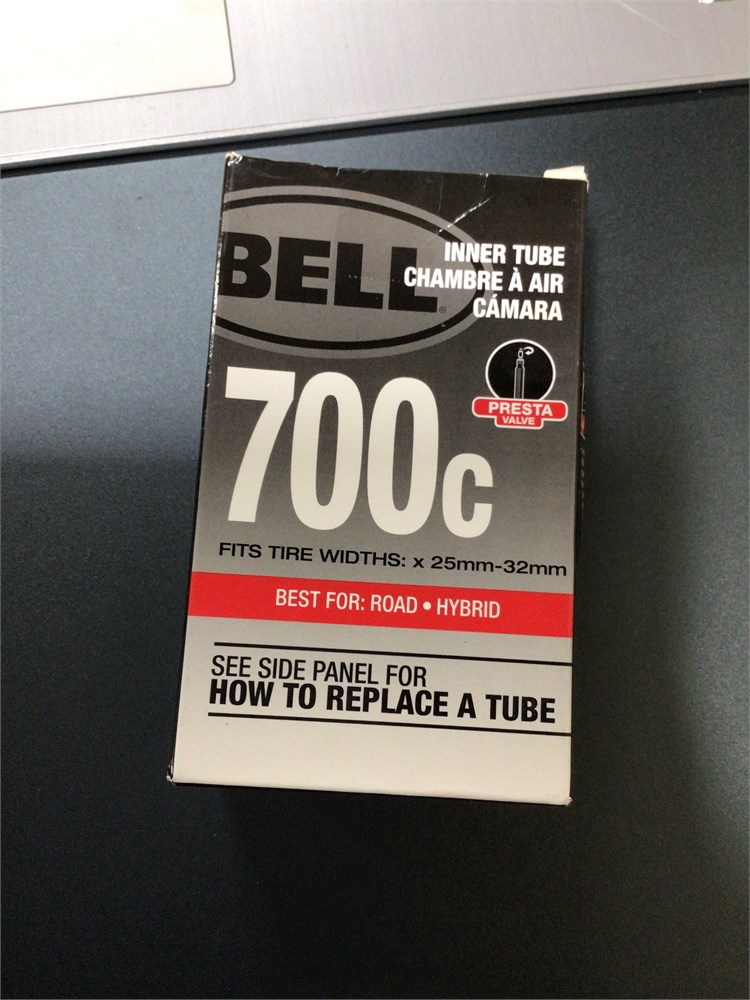 BELL
INNER TUBE
CHAMBRE À AIR
CÁMARA
PRESTA
VALVE
700c
FITS TIRE WIDTHS: x 25mm-32mm
BEST FOR: ROAD • HYBRID
SEE SIDE PANEL FOR
HOW TO REPLACE A TUBE